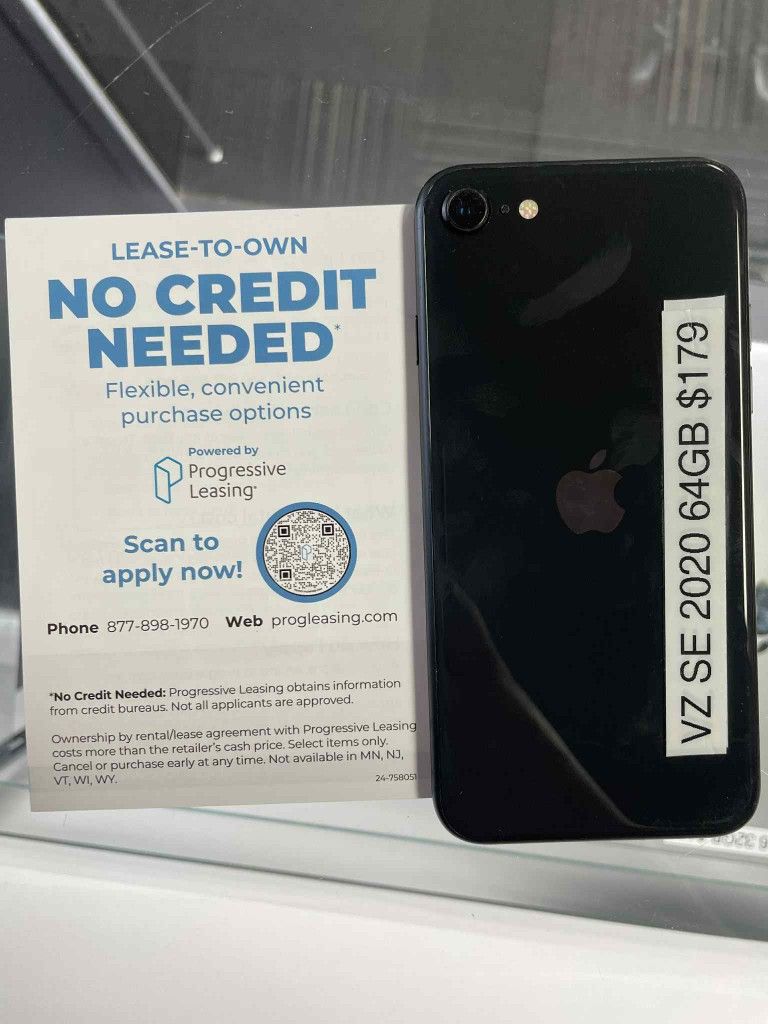 LEASE-TO-OWN
NO CREDIT
NEEDED*
Flexible, convenient
purchase options
Powered by
Progressive
Leasing®
Scan to
apply now!
Phone 877-898-1970 Web progleasing.com
*No Credit Needed: Progressive Leasing obtains information
from credit bureaus. Not all applicants are approved.
Ownership by rental/lease agreement with Progressive Leasing
costs more than the retailer's cash price. Select items only.
Cancel or purchase early at any time. Not available in MN, NJ,
VT, WI, WY.
24-758051
VZ SE 2020 64GB $179